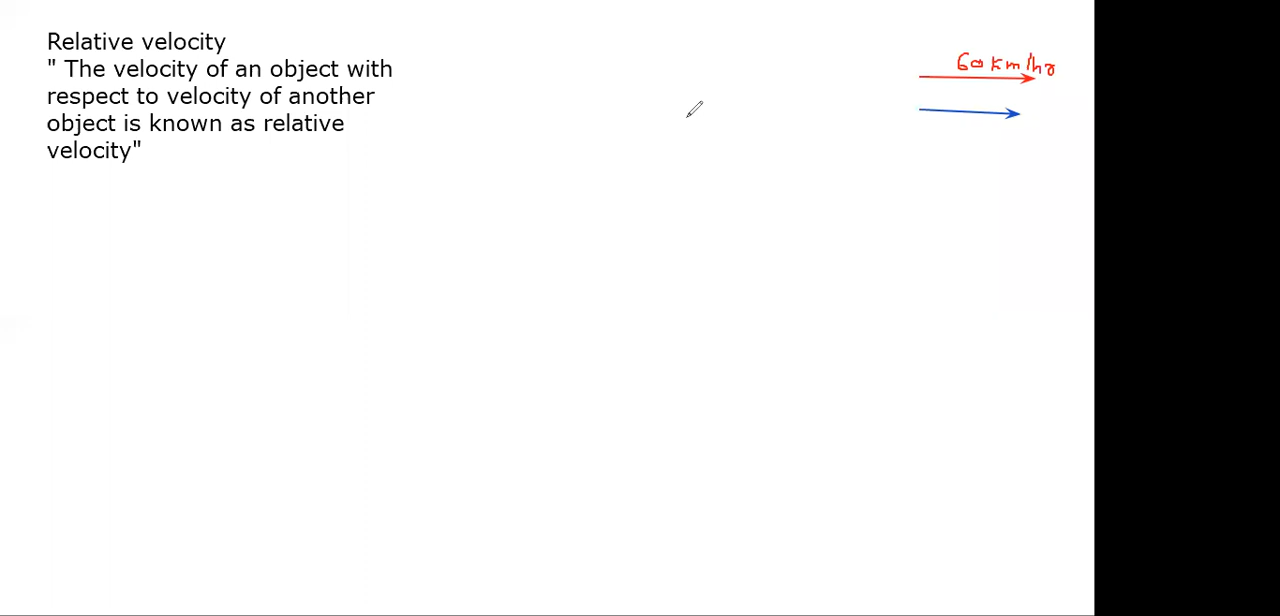 Relative velocity
" The velocity of an object with
respect to velocity of another
object is known as relative
velocity"
60 km/hr